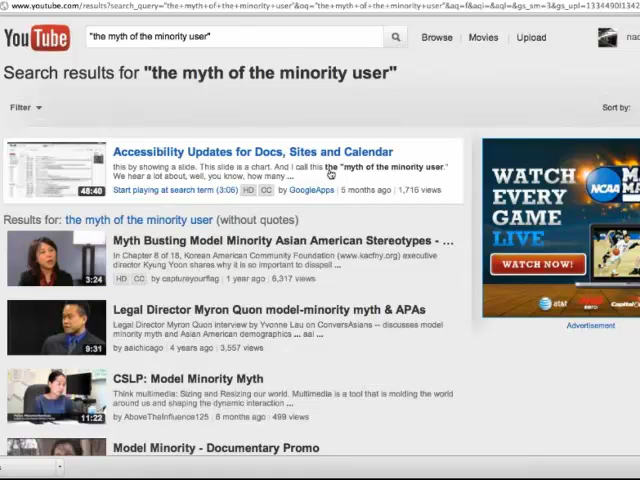 www.youtube.com/results?search_query="the+myth+of+the+minority+user"&oq="the+myth+of+the+minority+user"&aq=f&aqi=&aql=&gs_sm=3&gs_upl=1334490l1342
You Tube
"the myth of the minority user"
Browse Movies Upload
Search results for "the myth of the minority user"
Filter
Sort by:
Accessibility Updates for Docs, Sites and Calendar
this by showing a slide. This slide is a chart. And I call this the "myth of the minority user."
We hear a lot about, well, you know, how many ...
Start playing at search term (3:06) HD CC by GoogleApps 5 months ago 1,716 views
48:40
Results for: the myth of the minority user (without quotes)
Myth Busting Model Minority Asian American Stereotypes - ...
In Chapter 8 of 18, Korean American Community Foundation (www.kacfny.org) executive
director Kyung Yoon shares why it is so important to disspell ...
HD CC by captureyourflag 1 year ago 6,317 views
3:24
Legal Director Myron Quon model-minority myth & APAs
Legal Director Myron Quon interview by Yvonne Lau on ConversAsians -- discusses model
minority myth and Asian American demographics ... aai ...
by aaichicago 4 years ago 3,557 views
9:31
CSLP: Model Minority Myth
Think multimedia: Sizing and Resizing our world. Multimedia is a tool that is molding the world
around us and shaping the dynamic interaction ...
by AboveTheInfluence125 8 months ago 499 views
11:22
Model Minority - Documentary Promo
WATCH
EVERY
GAME
LIVE
WATCH NOW!
NCAA
at&t
Capital
Advertisement